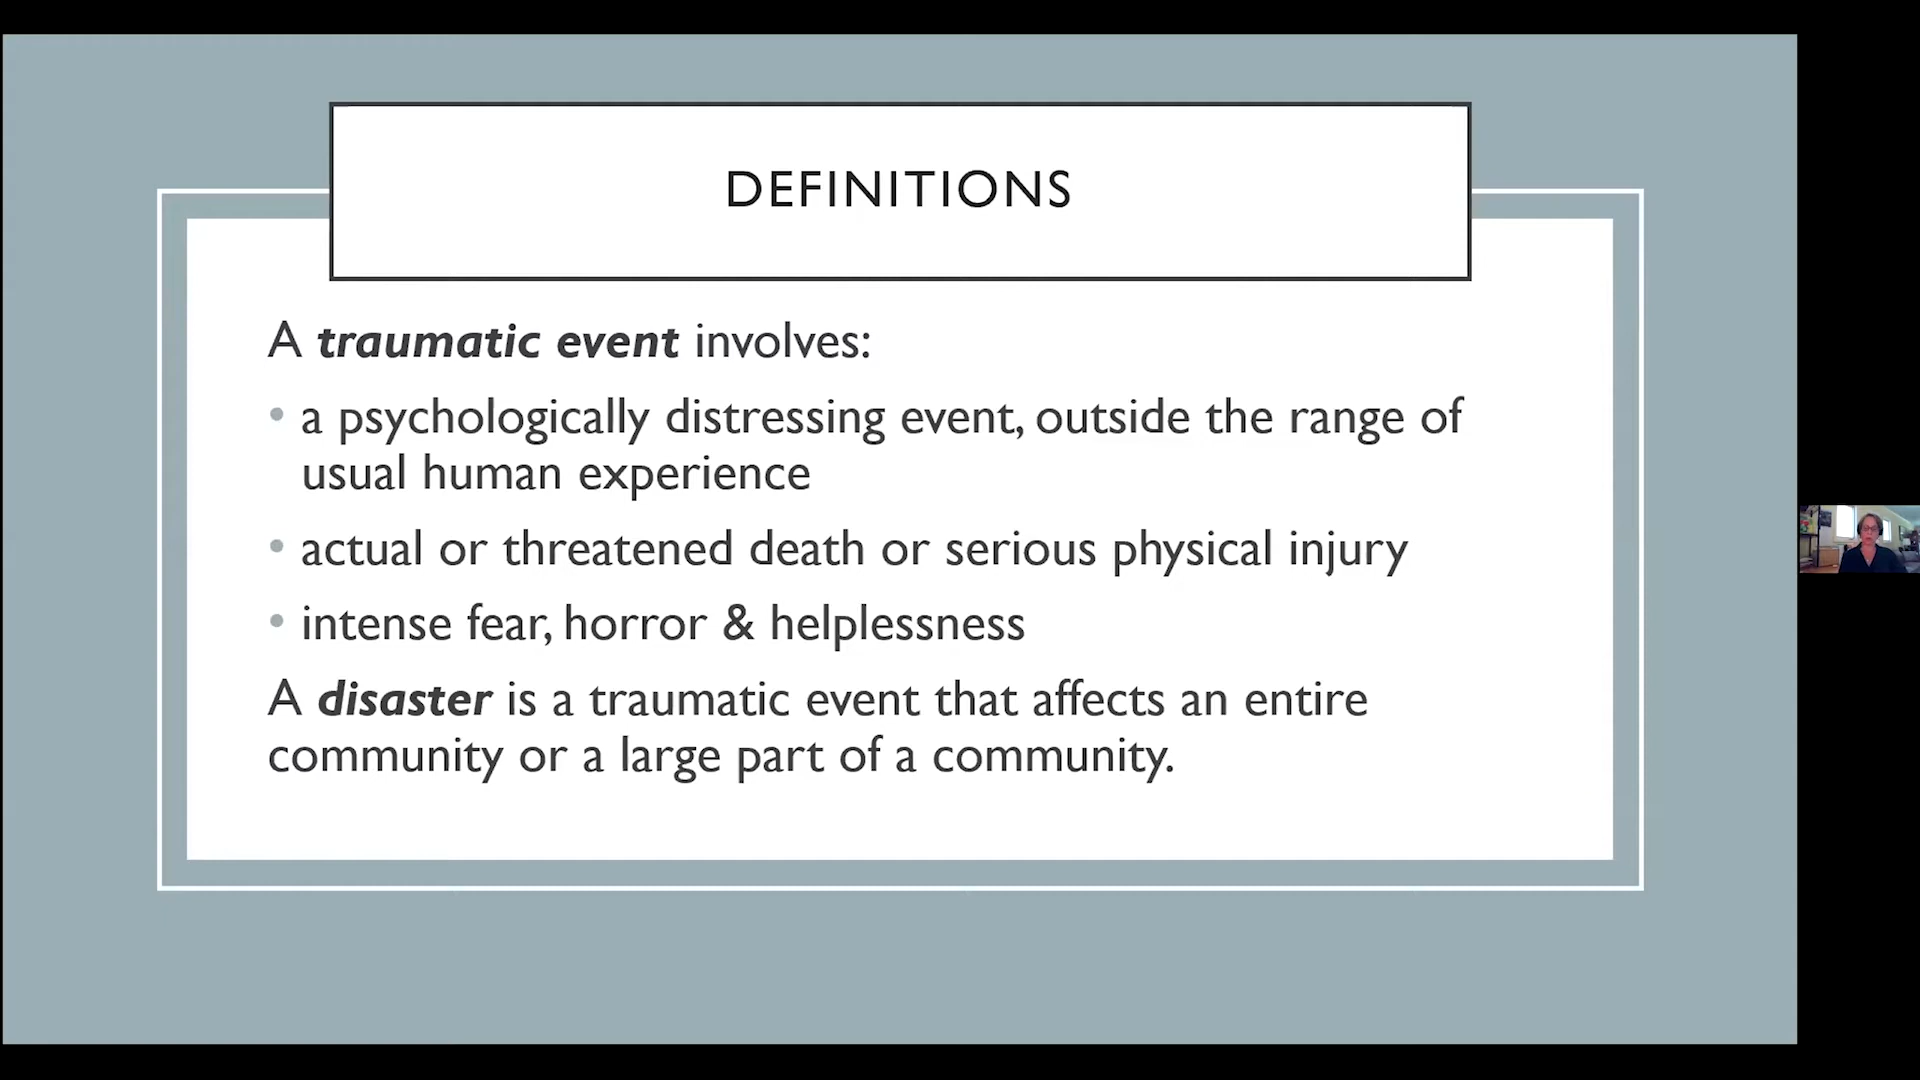 DEFINITIONS
A traumatic event involves:
• a psychologically distressing event, outside the range of
usual human experience
• actual or threatened death or serious physical injury
• intense fear, horror & helplessness
A disaster is a traumatic event that affects an entire
community or a large part of a community.